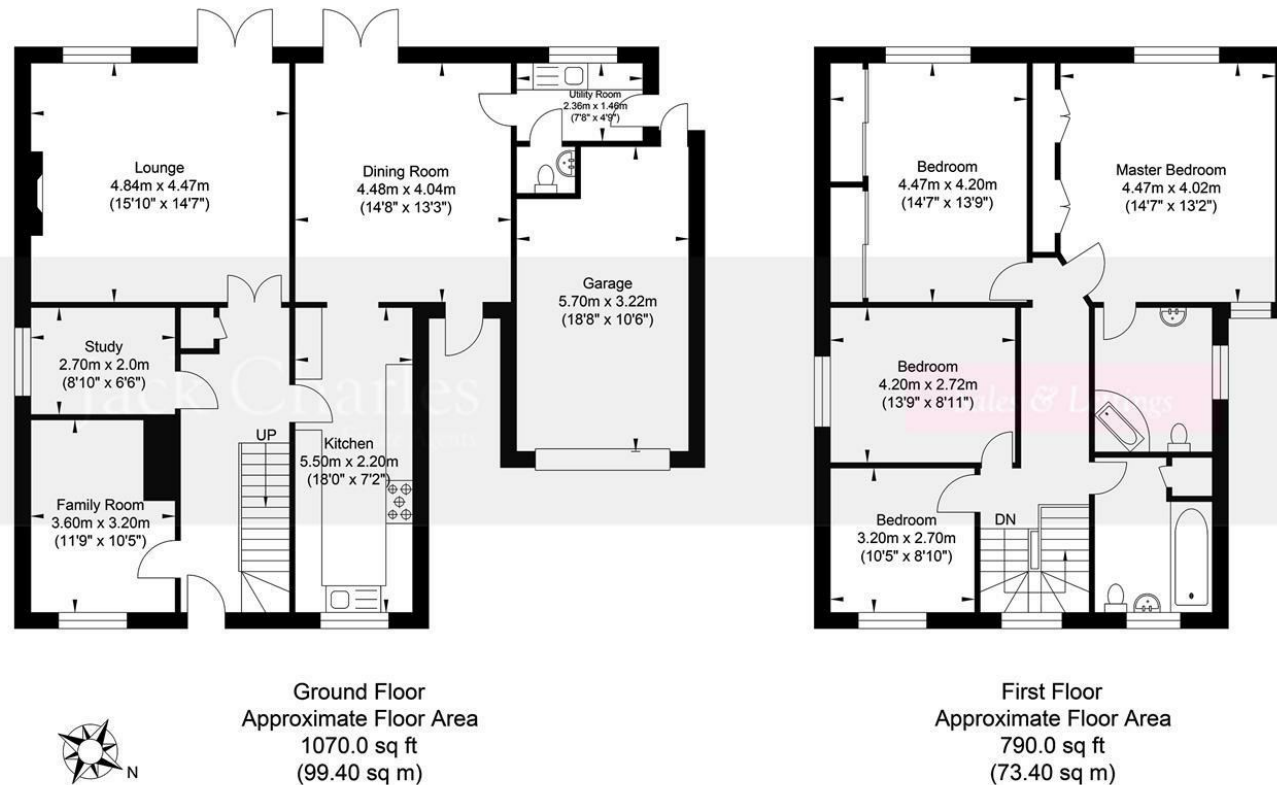 Lounge
4.84m x 4.47m
(15'10" x 14'7")
Dining Room
4.48m x 4.04m
(14'8" x 13'3")
Utility Room
2.36m x 1.46m
(7'8" x 4'9")
Garage
5.70m x 3.22m
(18'8" x 10'6")
Study
2.70m x 2.0m
(8'10" x 6'6")
UP
Kitchen
5.50m x 2.20m
(18'0" x 7'2")
Family Room
3.60m x 3.20m
(11'9" x 10'5")
Jack Charles
Ground Floor
Approximate Floor Area
1070.0 sq ft
(99.40 sq m)
N
Bedroom
4.47m x 4.20m
(14'7" x 13'9")
Master Bedroom
4.47m x 4.02m
(14'7" x 13'2")
Bedroom
4.20m x 2.72m
(13'9" x 8'11")
Sales & Lettings
Bedroom
3.20m x 2.70m
(10'5" x 8'10")
DN
First Floor
Approximate Floor Area
790.0 sq ft
(73.40 sq m)